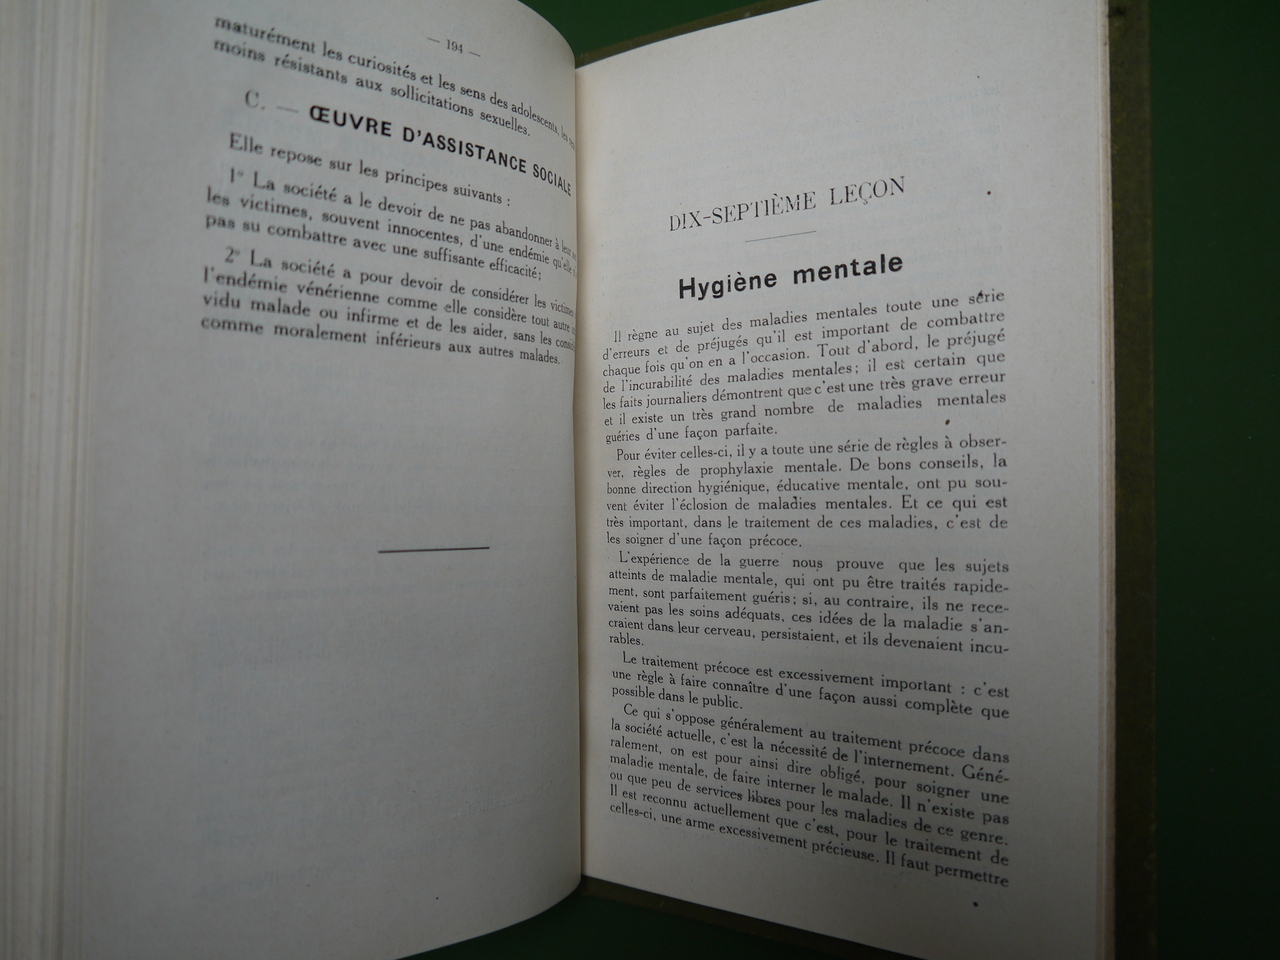 — 194 —
maturément les curiosités et les sens des adolescents, les
moins résistants aux sollicitations sexuelles.
C. — ŒUVRE D'ASSISTANCE SOCIALE
Elle repose sur les principes suivants :
1° La société a le devoir de ne pas abandonner à leur
les victimes, souvent innocentes, d'une endémie qu'elle
pas su combattre avec une suffisante efficacité;
2° La société a pour devoir de considérer les victimes
l'endémie vénérienne comme elle considère tout autre
vidu malade ou infirme et de les aider, sans les
comme moralement inférieurs aux autres malades.
DIX-SEPTIÈME LEÇON
Hygiène mentale
Il règne au sujet des maladies mentales toute une série
d'erreurs et de préjugés qu'il est important de combattre
chaque fois qu'on en a l'occasion. Tout d'abord, le préjugé
de l'incurabilité des maladies mentales; il est certain que
les faits journaliers démontrent que c'est une très grave erreur
et il existe un très grand nombre de maladies mentales
guéries d'une façon parfaite.
Pour éviter celles-ci, il y a toute une série de règles à obser-
ver, règles de prophylaxie mentale. De bons conseils, la
bonne direction hygiénique, éducative mentale, ont pu sou-
vent éviter l'éclosion de maladies mentales. Et ce qui est
très important, dans le traitement de ces maladies, c'est de
les soigner d'une façon précoce.
L'expérience de la guerre nous prouve que les sujets
atteints de maladie mentale, qui ont pu être traités rapide-
ment, sont parfaitement guéris; si, au contraire, ils ne rece-
vaient pas les soins adéquats, ces idées de la maladie s'an-
craient dans leur cerveau, persistaient, et ils devenaient incu-
rables.
Le traitement précoce est excessivement important : c'est
une règle à faire connaître d'une façon aussi complète que
possible dans le public.
Ce qui s'oppose généralement au traitement précoce dans
la société actuelle, c'est la nécessité de l'internement. Géné-
ralement, on est pour ainsi dire obligé, pour soigner une
maladie mentale, de faire interner le malade. Il n'existe pas
ou que peu de services libres pour les maladies de ce genre.
Il est reconnu actuellement que c'est, pour le traitement de
celles-ci, une arme excessivement précieuse. Il faut permettre